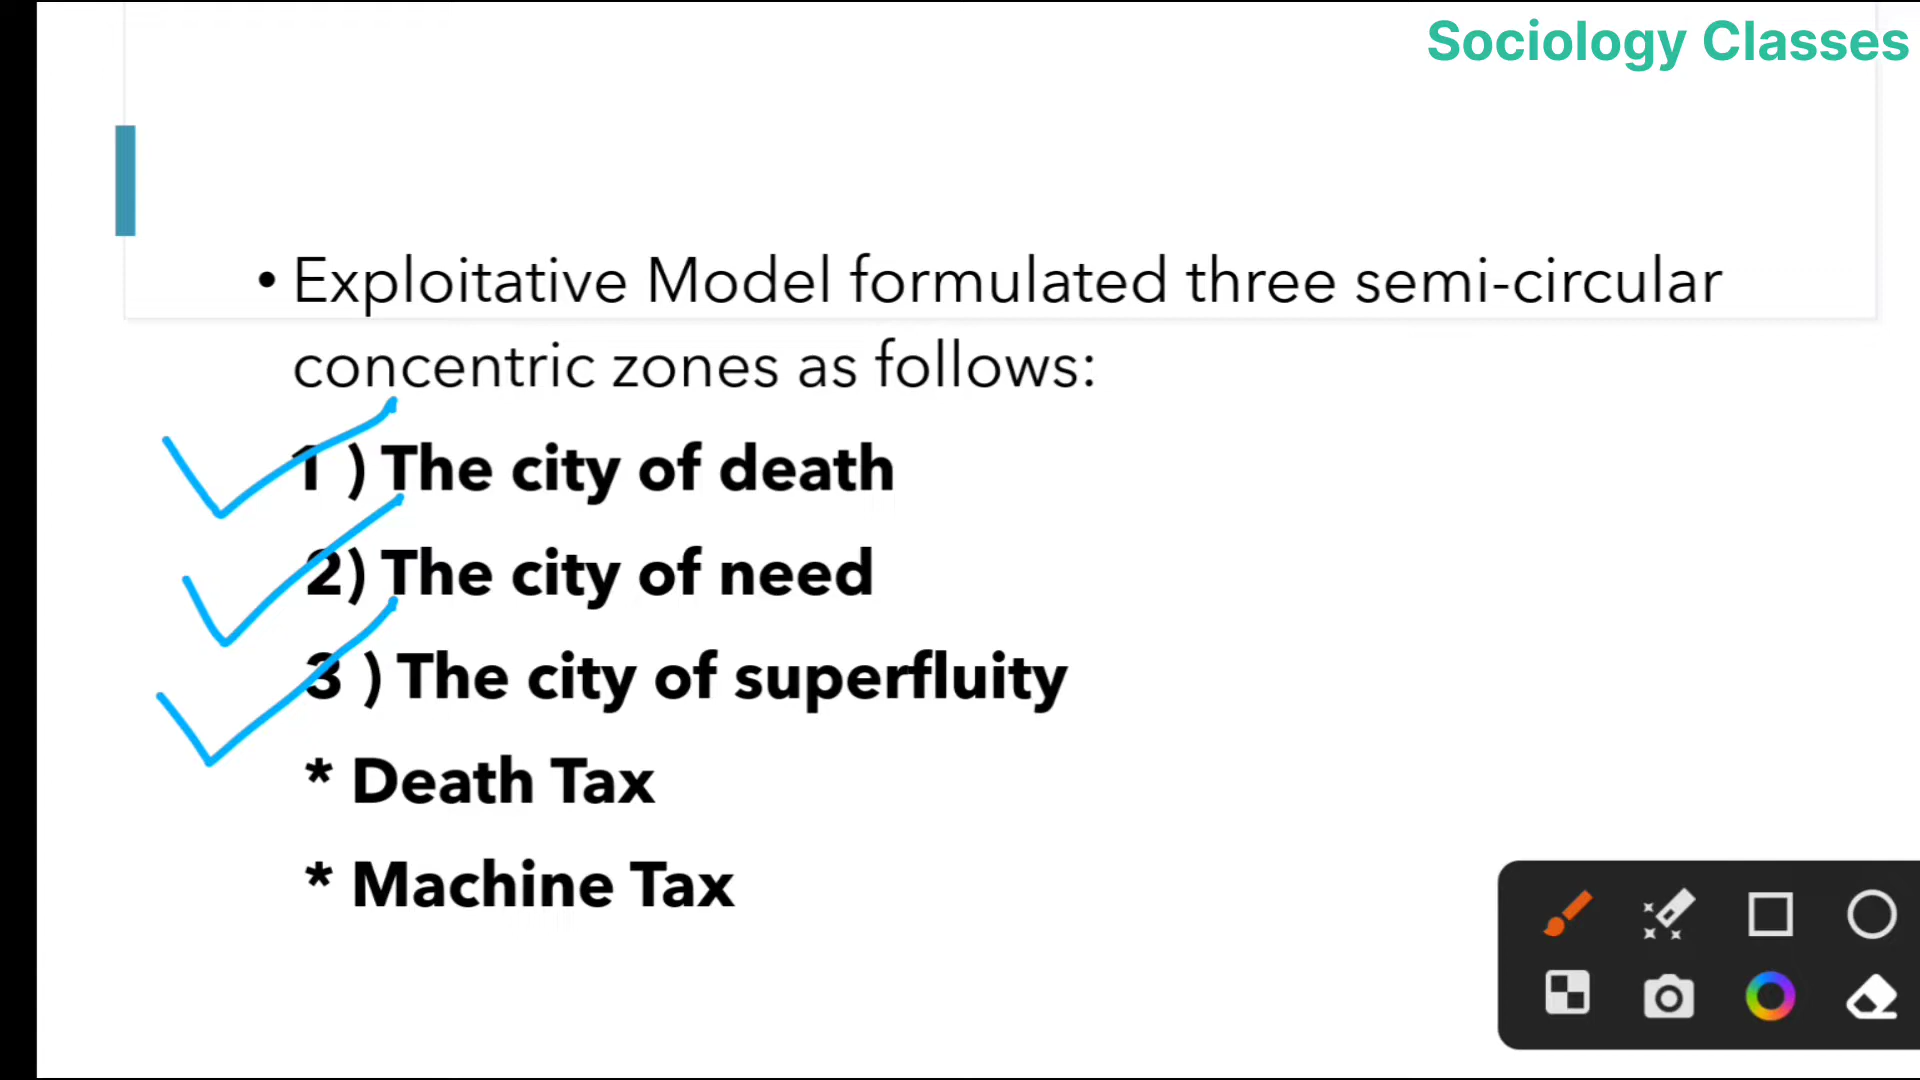 Sociology Classes
• Exploitative Model formulated three semi-circular
concentric zones as follows:
1 ) The city of death
2) The city of need
3 ) The city of superfluity
* Death Tax
* Machine Tax